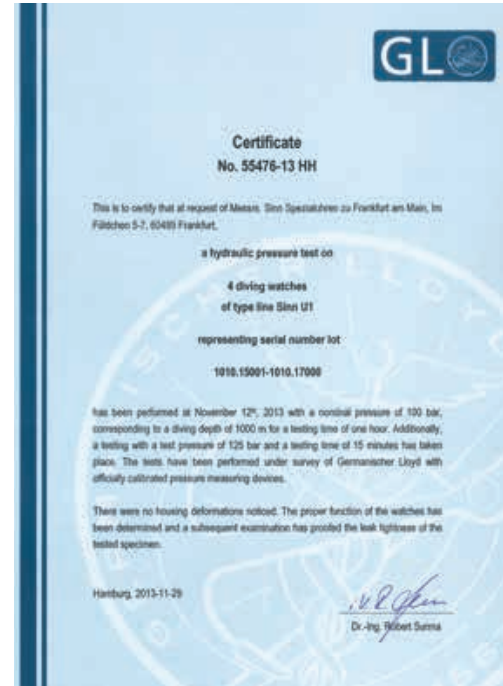 GL
Certificate
No. 55476-13 HH
This is to certify that at request of Messrs. Sinn Spezialuhren zu Frankfurt am Main, Im
Füldchen 5-7, 60489 Frankfurt,
a hydraulic pressure test on
4 diving watches
of type line Sinn U1
representing serial number lot
1010.15001-1010.17000
has been performed at November 12th, 2013 with a nominal pressure of 100 bar,
corresponding to a diving depth of 1000 m for a testing time of one hour. Additionally,
a testing with a test pressure of 125 bar and a testing time of 15 minutes has taken
place. The tests have been performed under survey of Germanischer Lloyd with
officially calibrated pressure measuring devices.
There were no housing deformations noticed. The proper function of the watches has
been determined and a subsequent examination has proofed the leak tightness of the
tested specimen.
Hamburg, 2013-11-29
Dr.-Ing. Robert Surma